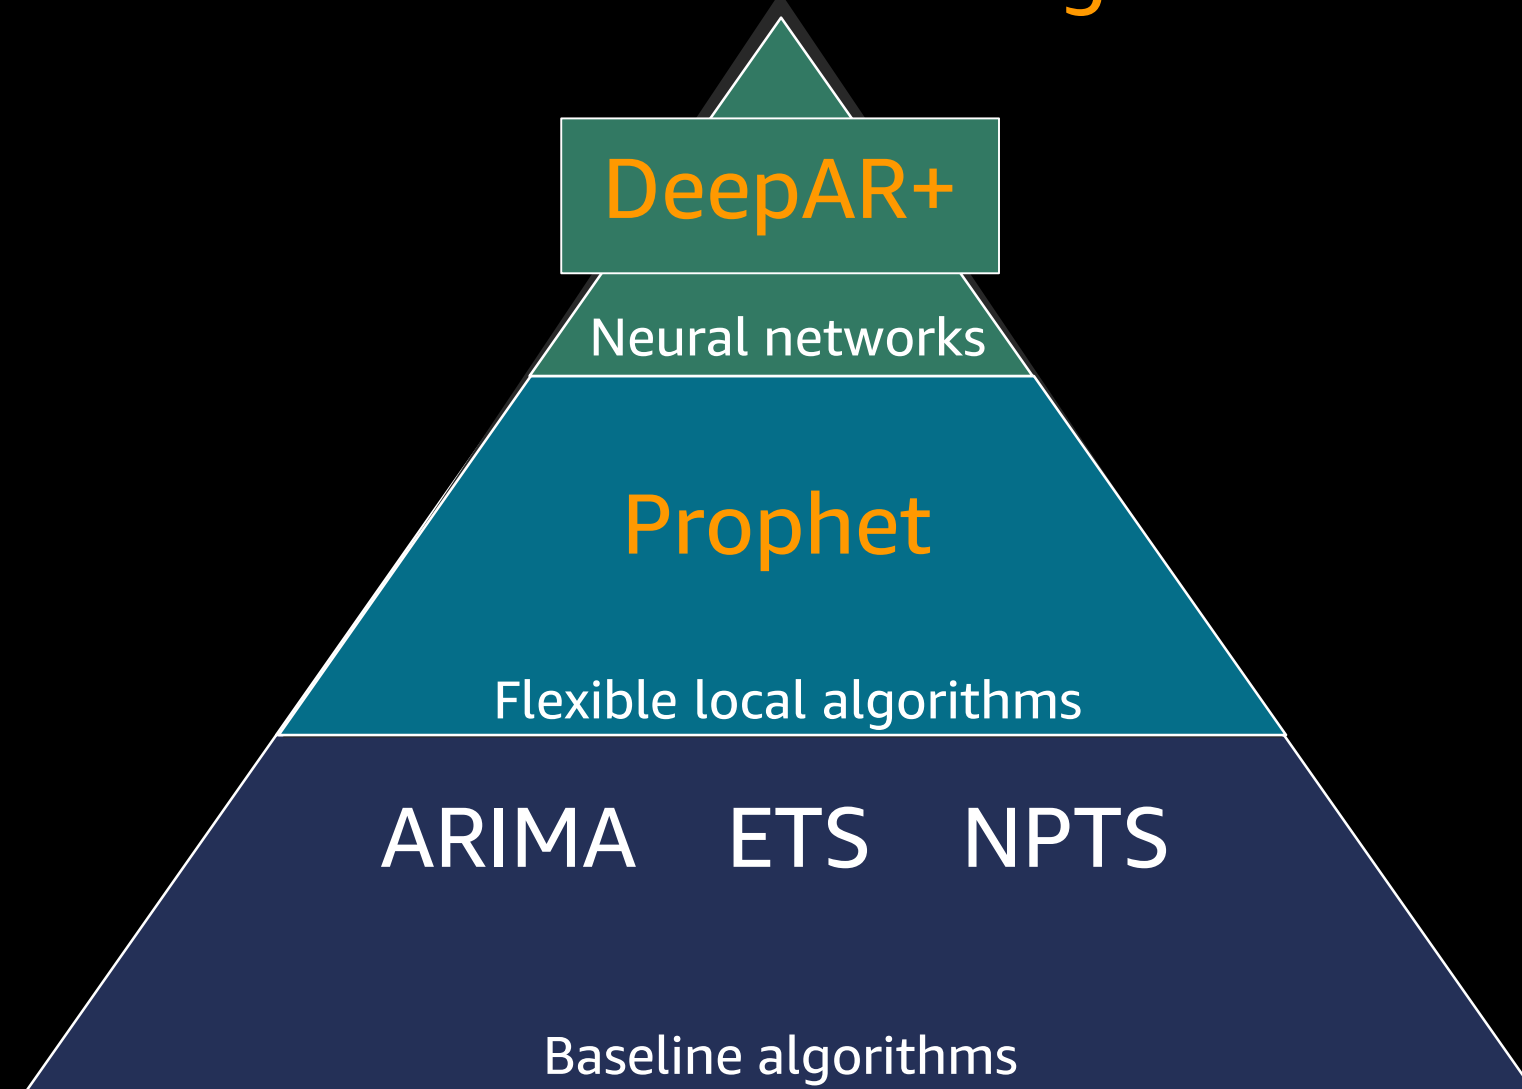 DeepAR+
Neural networks
Prophet
Flexible local algorithms
ARIMA ETS NPTS
Baseline algorithms